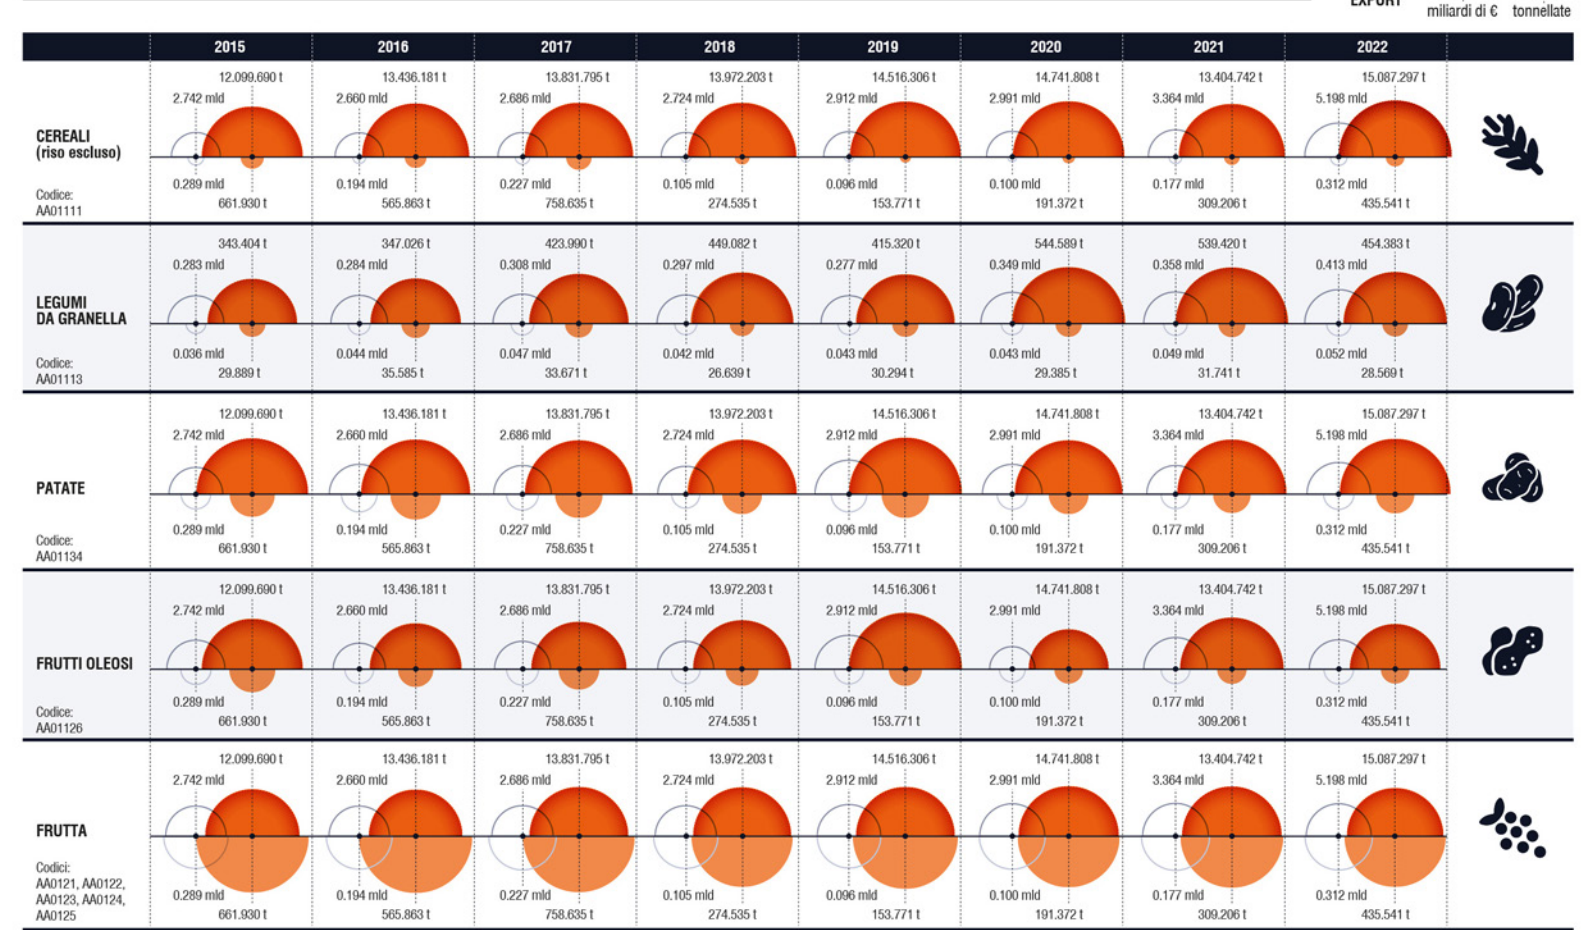 EXPORT
miliardi di € tonnellate
2015 2016 2017 2018 2019 2020 2021 2022
12.099.690 t 13.436.181 t 13.831.795 t 13.972.203 t 14.516.306 t 14.741.808 t 13.404.742 t 15.087.297 t
2.742 mld 2.660 mld 2.686 mld 2.724 mld 2.912 mld 2.991 mld 3.364 mld 5.198 mld
CEREALI
(riso escluso)
0.289 mld 0.194 mld 0.227 mld 0.105 mld 0.096 mld 0.100 mld 0.177 mld 0.312 mld
Codice:
AA01111
661.930 t 565.863 t 758.635 t 274.535 t 153.771 t 191.372 t 309.206 t 435.541 t
343.404 t 347.026 t 423.990 t 449.082 t 415.320 t 544.589 t 539.420 t 454.383 t
0.283 mld 0.284 mld 0.308 mld 0.297 mld 0.277 mld 0.349 mld 0.358 mld 0.413 mld
LEGUMI
DA GRANELLA
0.036 mld 0.044 mld 0.047 mld 0.042 mld 0.043 mld 0.043 mld 0.049 mld 0.052 mld
Codice:
AA01113
29.889 t 35.585 t 33.671 t 26.639 t 30.294 t 29.385 t 31.741 t 28.569 t
12.099.690 t 13.436.181 t 13.831.795 t 13.972.203 t 14.516.306 t 14.741.808 t 13.404.742 t 15.087.297 t
2.742 mld 2.660 mld 2.686 mld 2.724 mld 2.912 mld 2.991 mld 3.364 mld 5.198 mld
PATATE
0.289 mld 0.194 mld 0.227 mld 0.105 mld 0.096 mld 0.100 mld 0.177 mld 0.312 mld
Codice:
AA01134
661.930 t 565.863 t 758.635 t 274.535 t 153.771 t 191.372 t 309.206 t 435.541 t
12.099.690 t 13.436.181 t 13.831.795 t 13.972.203 t 14.516.306 t 14.741.808 t 13.404.742 t 15.087.297 t
2.742 mld 2.660 mld 2.686 mld 2.724 mld 2.912 mld 2.991 mld 3.364 mld 5.198 mld
FRUTTI OLEOSI
0.289 mld 0.194 mld 0.227 mld 0.105 mld 0.096 mld 0.100 mld 0.177 mld 0.312 mld
Codice:
AA01126
661.930 t 565.863 t 758.635 t 274.535 t 153.771 t 191.372 t 309.206 t 435.541 t
12.099.690 t 13.436.181 t 13.831.795 t 13.972.203 t 14.516.306 t 14.741.808 t 13.404.742 t 15.087.297 t
2.742 mld 2.660 mld 2.686 mld 2.724 mld 2.912 mld 2.991 mld 3.364 mld 5.198 mld
FRUTTA
Codici:
AA0121, AA0122,
AA0123, AA0124,
AA0125
0.289 mld 0.194 mld 0.227 mld 0.105 mld 0.096 mld 0.100 mld 0.177 mld 0.312 mld
661.930 t 565.863 t 758.635 t 274.535 t 153.771 t 191.372 t 309.206 t 435.541 t